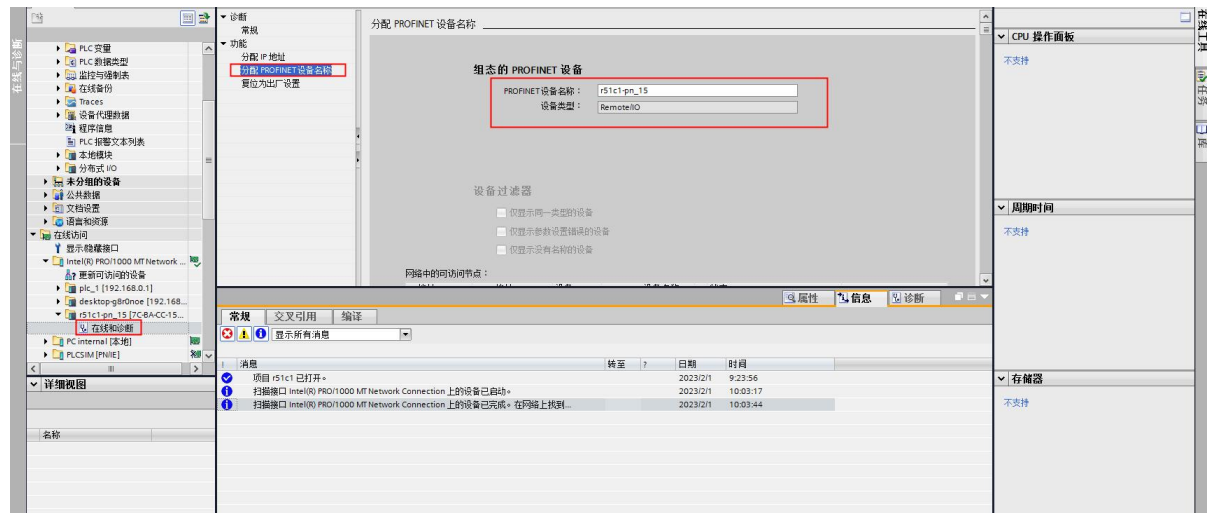 在线与诊断
PLC 变量
PLC 数据类型
监控与强制表
在线备份
Traces
设备代理数据
程序信息
PLC 报警文本列表
本地模块
分布式 I/O
未分组的设备
公共数据
文档设置
语言和资源
在线访问
显示/隐藏接口
Intel(R) PRO/1000 MT Network ...
更新可访问的设备
plc_1 [192.168.0.1]
desktop-g8r0noe [192.168...
r51c1-pn_15 [7C-BA-CC-15...
在线和诊断
PC internal [本地]
PLCSIM [PN/IE]
详细视图
名称
诊断
常规
功能
分配 IP 地址
分配 PROFINET 设备名称
复位为出厂设置
分配 PROFINET 设备名称
组态的 PROFINET 设备
PROFINET设备名称：
r51c1-pn_15
设备类型：
Remote/IO
设备过滤器
仅显示同一类型的设备
仅显示参数设置错误的设备
仅显示没有名称的设备
网络中的可访问节点：
属性
信息
诊断
常规
交叉引用
编译
显示所有消息
!
消息
转至
?
日期
时间
项目 r51c1 已打开。
2023/2/1
9:23:56
扫描接口 Intel(R) PRO/1000 MT Network Connection 上的设备已启动。
2023/2/1
10:03:17
扫描接口 Intel(R) PRO/1000 MT Network Connection 上的设备已完成。在网络上找到...
2023/2/1
10:03:44
CPU 操作面板
不支持
周期时间
不支持
存储器
不支持
在线工具
任务
库